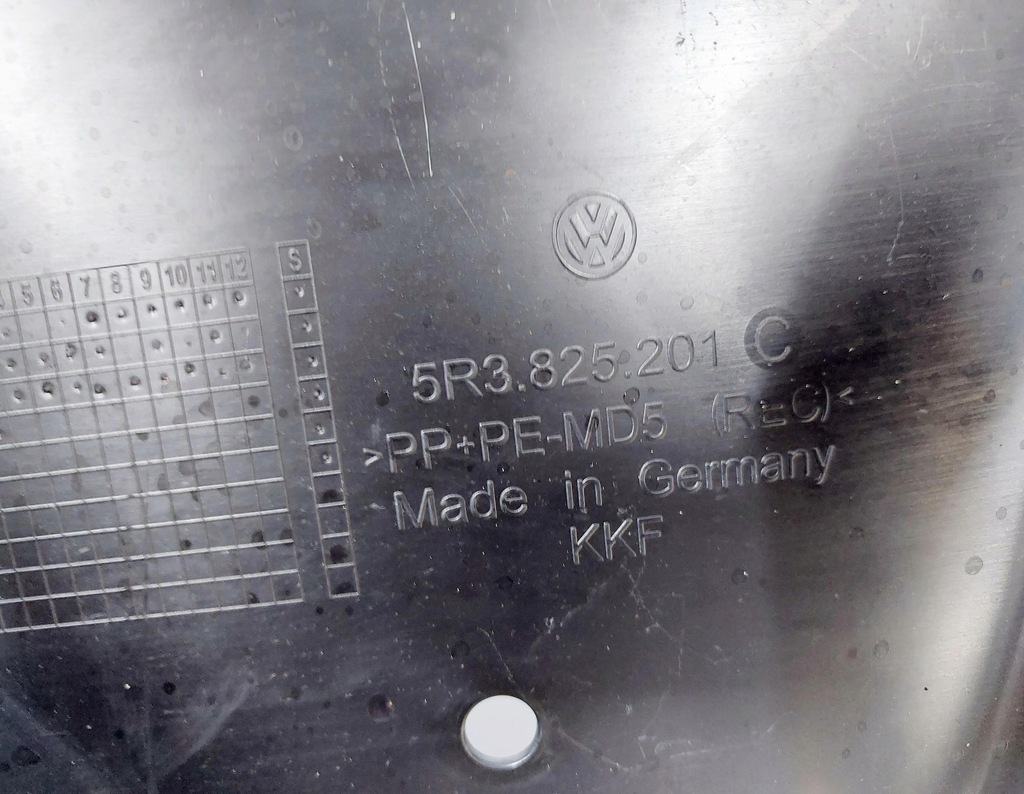 5 6 7 8 9 10 11 12 S
VW
5R3.825.201 C
>PP+PE-MD5 (REC)<
Made in Germany
KKF